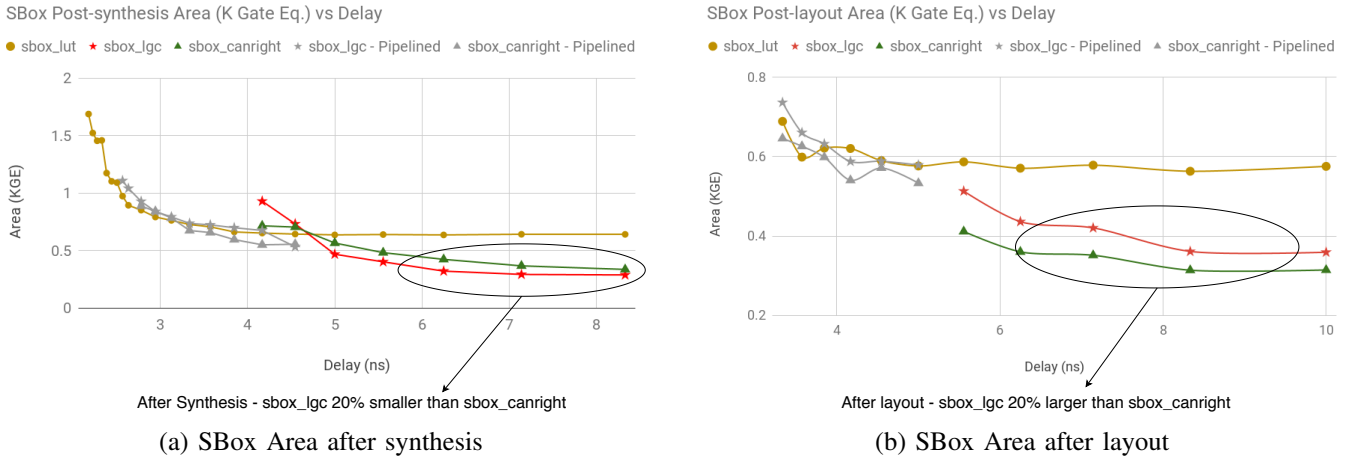 SBox Post-synthesis Area (K Gate Eq.) vs Delay
sbox_lut sbox_lgc sbox_canright sbox_lgc - Pipelined sbox_canright - Pipelined
Area (KGE)
2
1.5
1
0.5
0
3 4 5 6 7 8
Delay (ns)
After Synthesis - sbox_lgc 20% smaller than sbox_canright
(a) SBox Area after synthesis
SBox Post-layout Area (K Gate Eq.) vs Delay
sbox_lut sbox_lgc sbox_canright sbox_lgc - Pipelined sbox_canright - Pipelined
Area (KGE)
0.8
0.6
0.4
0.2
4 6 8 10
Delay (ns)
After layout - sbox_lgc 20% larger than sbox_canright
(b) SBox Area after layout